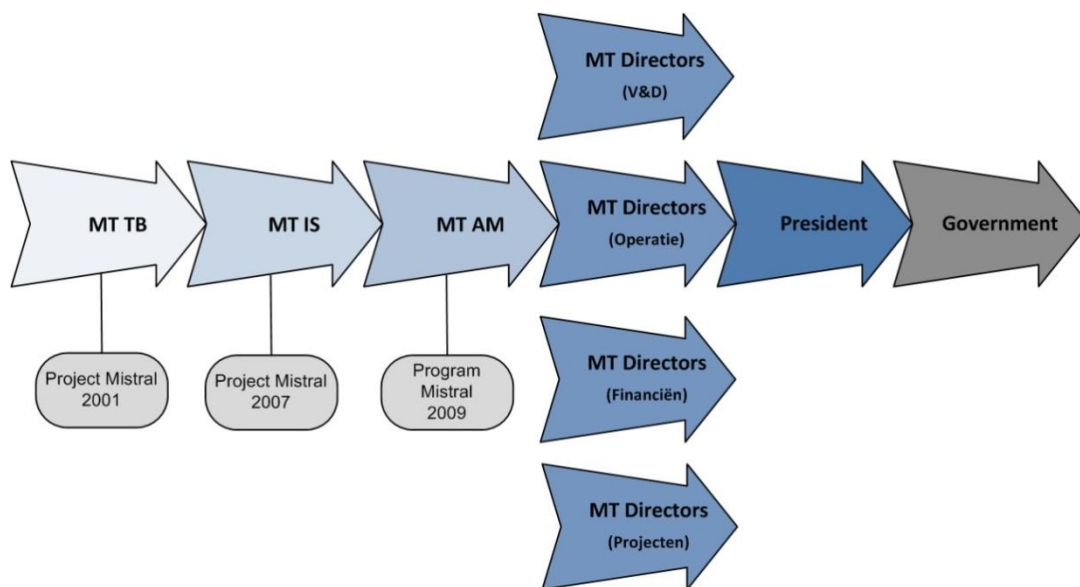 MT Directors
(V&D)
MT TB
MT IS
MT AM
MT Directors
(Operatie)
President
Government
Project Mistral
2001
Project Mistral
2007
Program
Mistral
2009
MT Directors
(Financiën)
MT Directors
(Projecten)